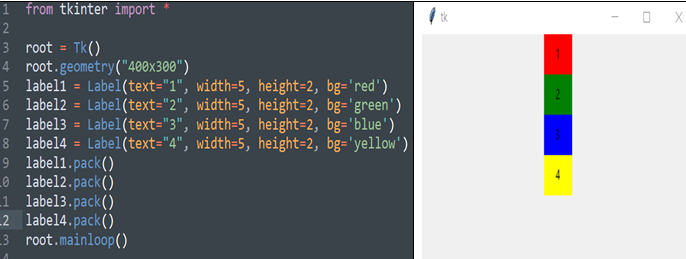 1 from tkinter import *
2
3 root = Tk()
4 root.geometry("400x300")
5 label1 = Label(text="1", width=5, height=2, bg='red')
6 label2 = Label(text="2", width=5, height=2, bg='green')
7 label3 = Label(text="3", width=5, height=2, bg='blue')
8 label4 = Label(text="4", width=5, height=2, bg='yellow')
9 label1.pack()
10 label2.pack()
11 label3.pack()
12 label4.pack()
13 root.mainloop()
tk
1
2
3
4